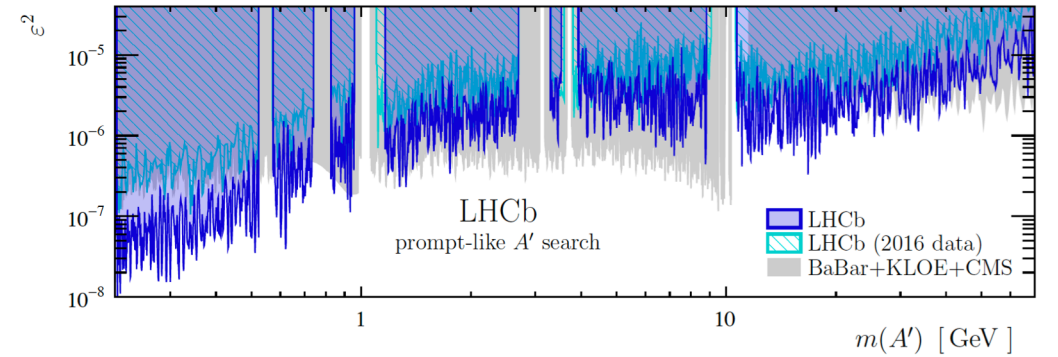 ε²
10⁻⁵
10⁻⁶
10⁻⁷
10⁻⁸
LHCb
prompt-like A′ search
LHCb
LHCb (2016 data)
BaBar+KLOE+CMS
1
10
m(A′) [ GeV ]